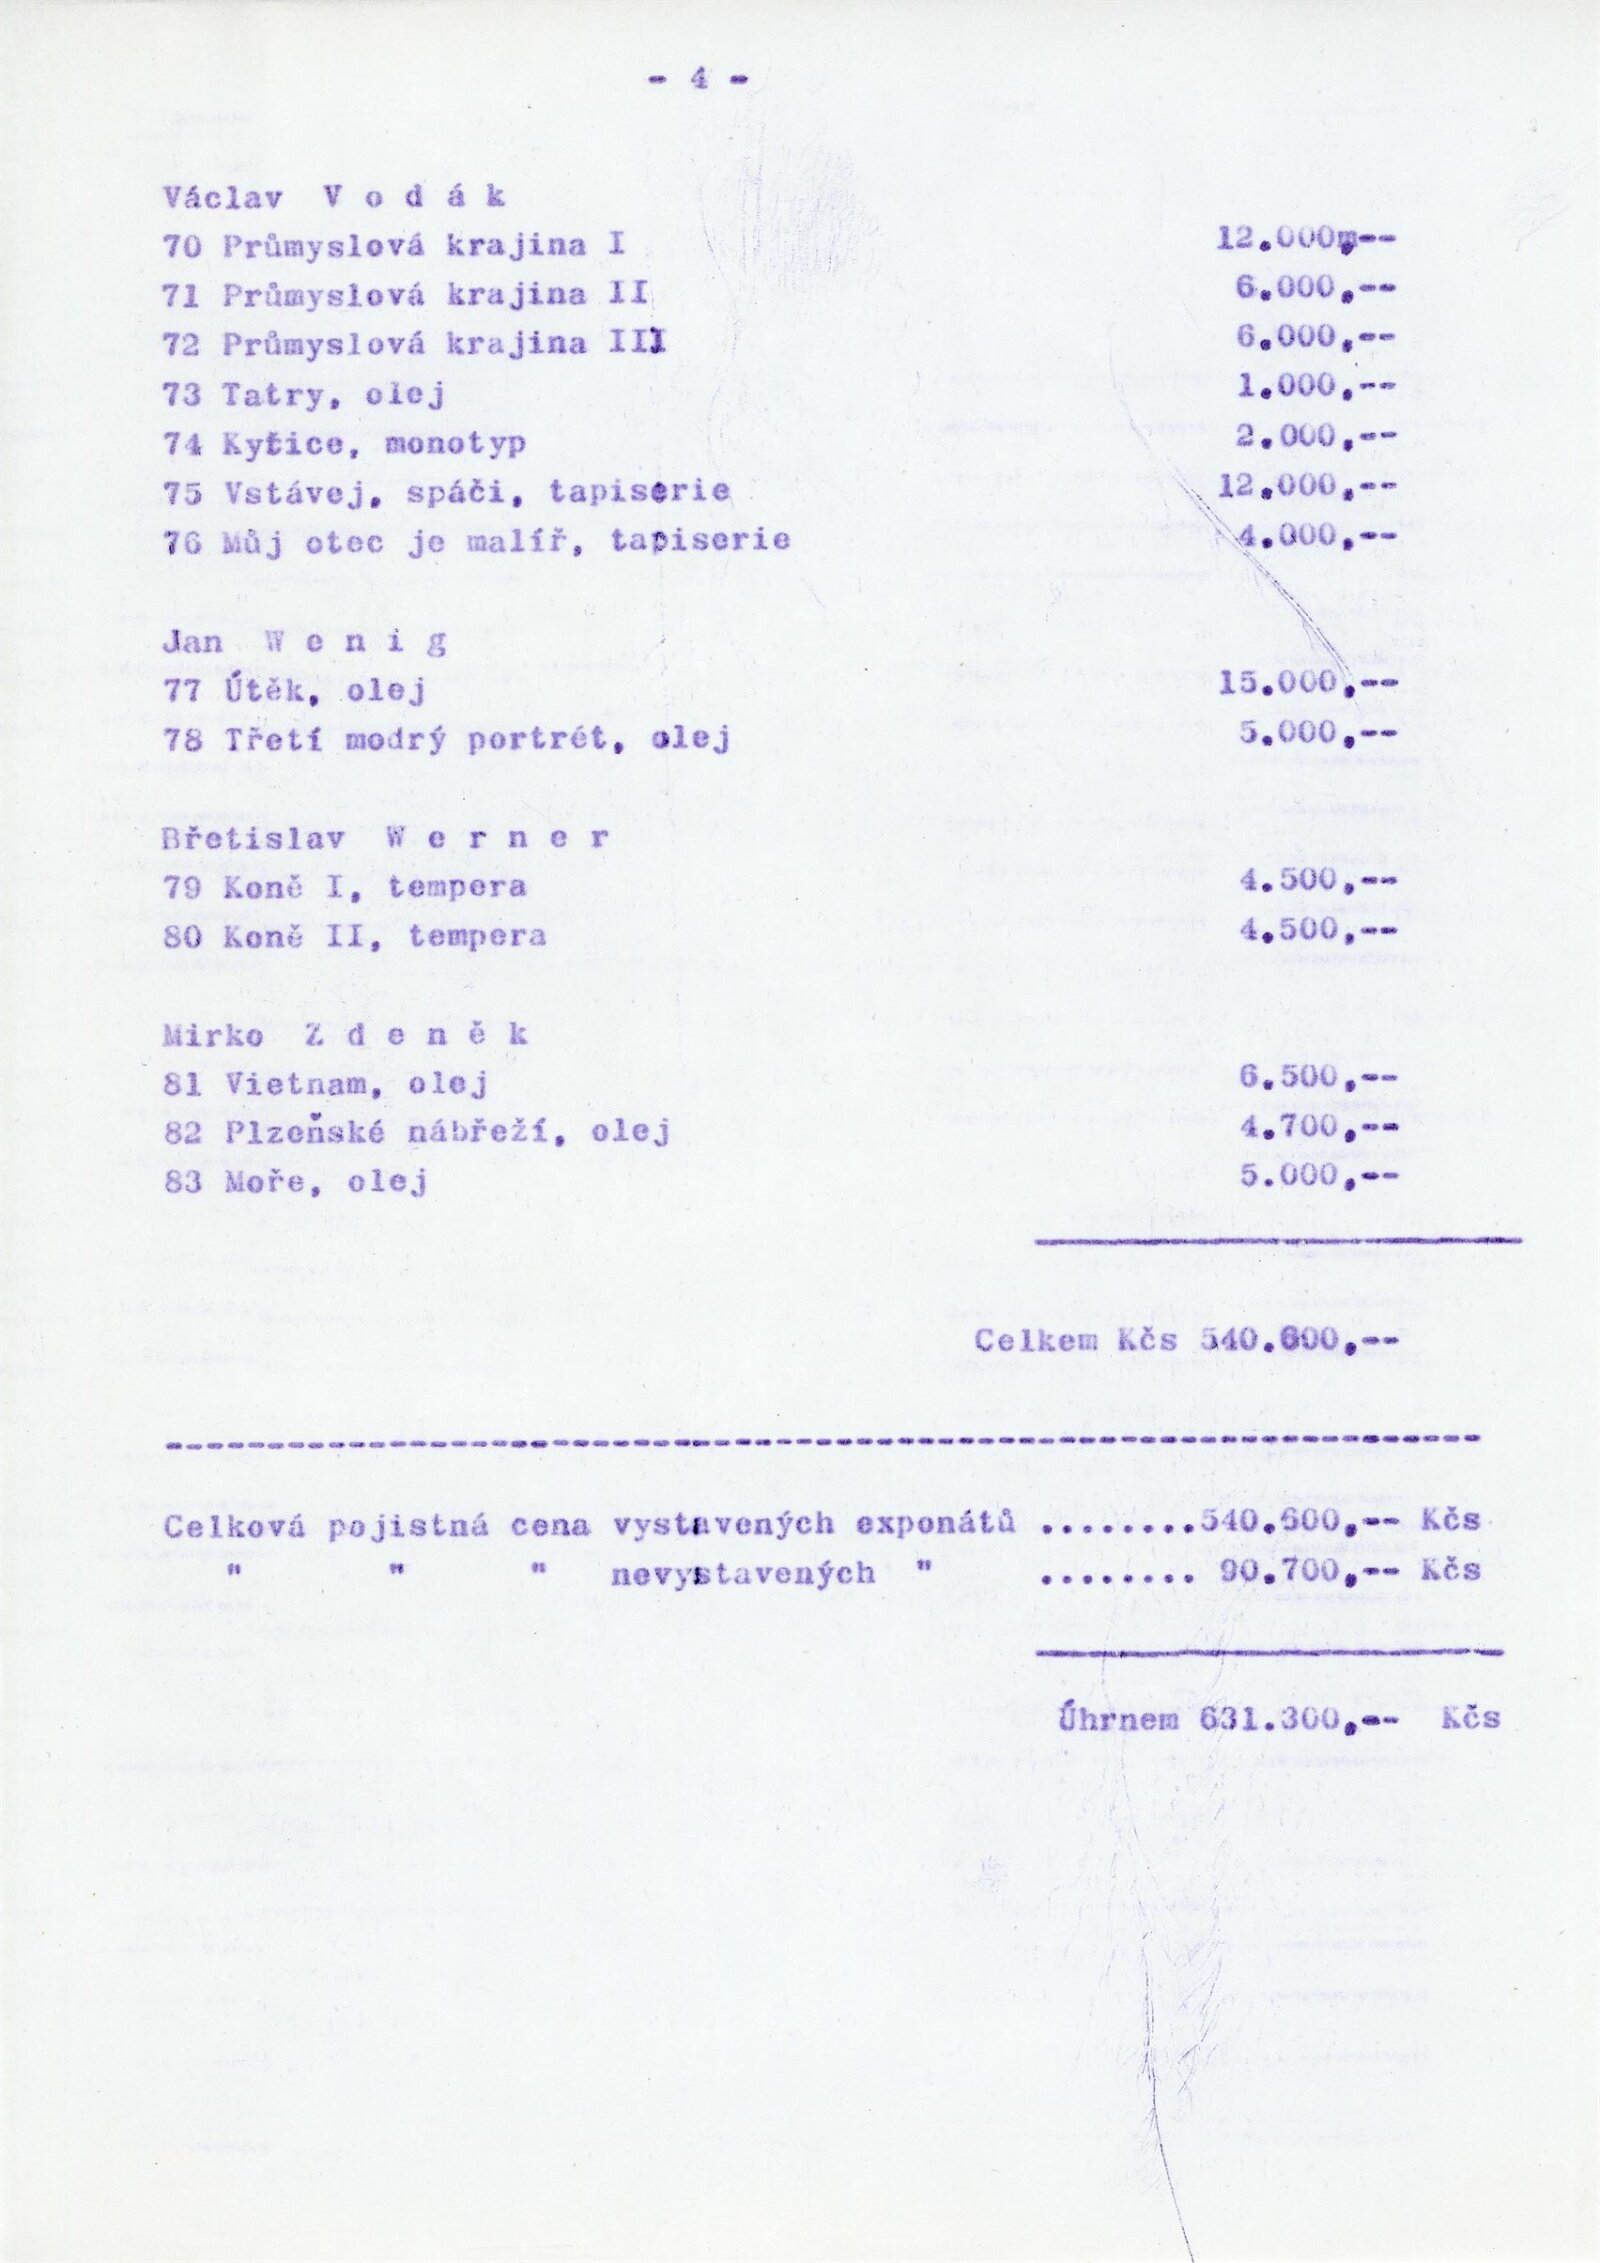 - 4 -
Václav V o d á k
70 Průmyslová krajina I 12.000,--
71 Průmyslová krajina II 6.000,--
72 Průmyslová krajina III 6.000,--
73 Tatry, olej 1.000,--
74 Kytice, monotyp 2.000,--
75 Vstávej, spáči, tapiserie 12.000,--
76 Můj otec je malíř, tapiserie 4.000,--
Jan W e n i g
77 Útěk, olej 15.000,--
78 Třetí modrý portrét, olej 5.000,--
Břetislav W e r n e r
79 Koně I, tempera 4.500,--
80 Koně II, tempera 4.500,--
Mirko Z d e n ě k
81 Vietnam, olej 6.500,--
82 Plzeňské nábřeží, olej 4.700,--
83 Moře, olej 5.000,--
Celkem Kčs 540.600,--
Celková pojistná cena vystavených exponátů ........540.600,-- Kčs
" " " nevystavených " ........ 90.700,-- Kčs
Úhrnem 631.300,-- Kčs